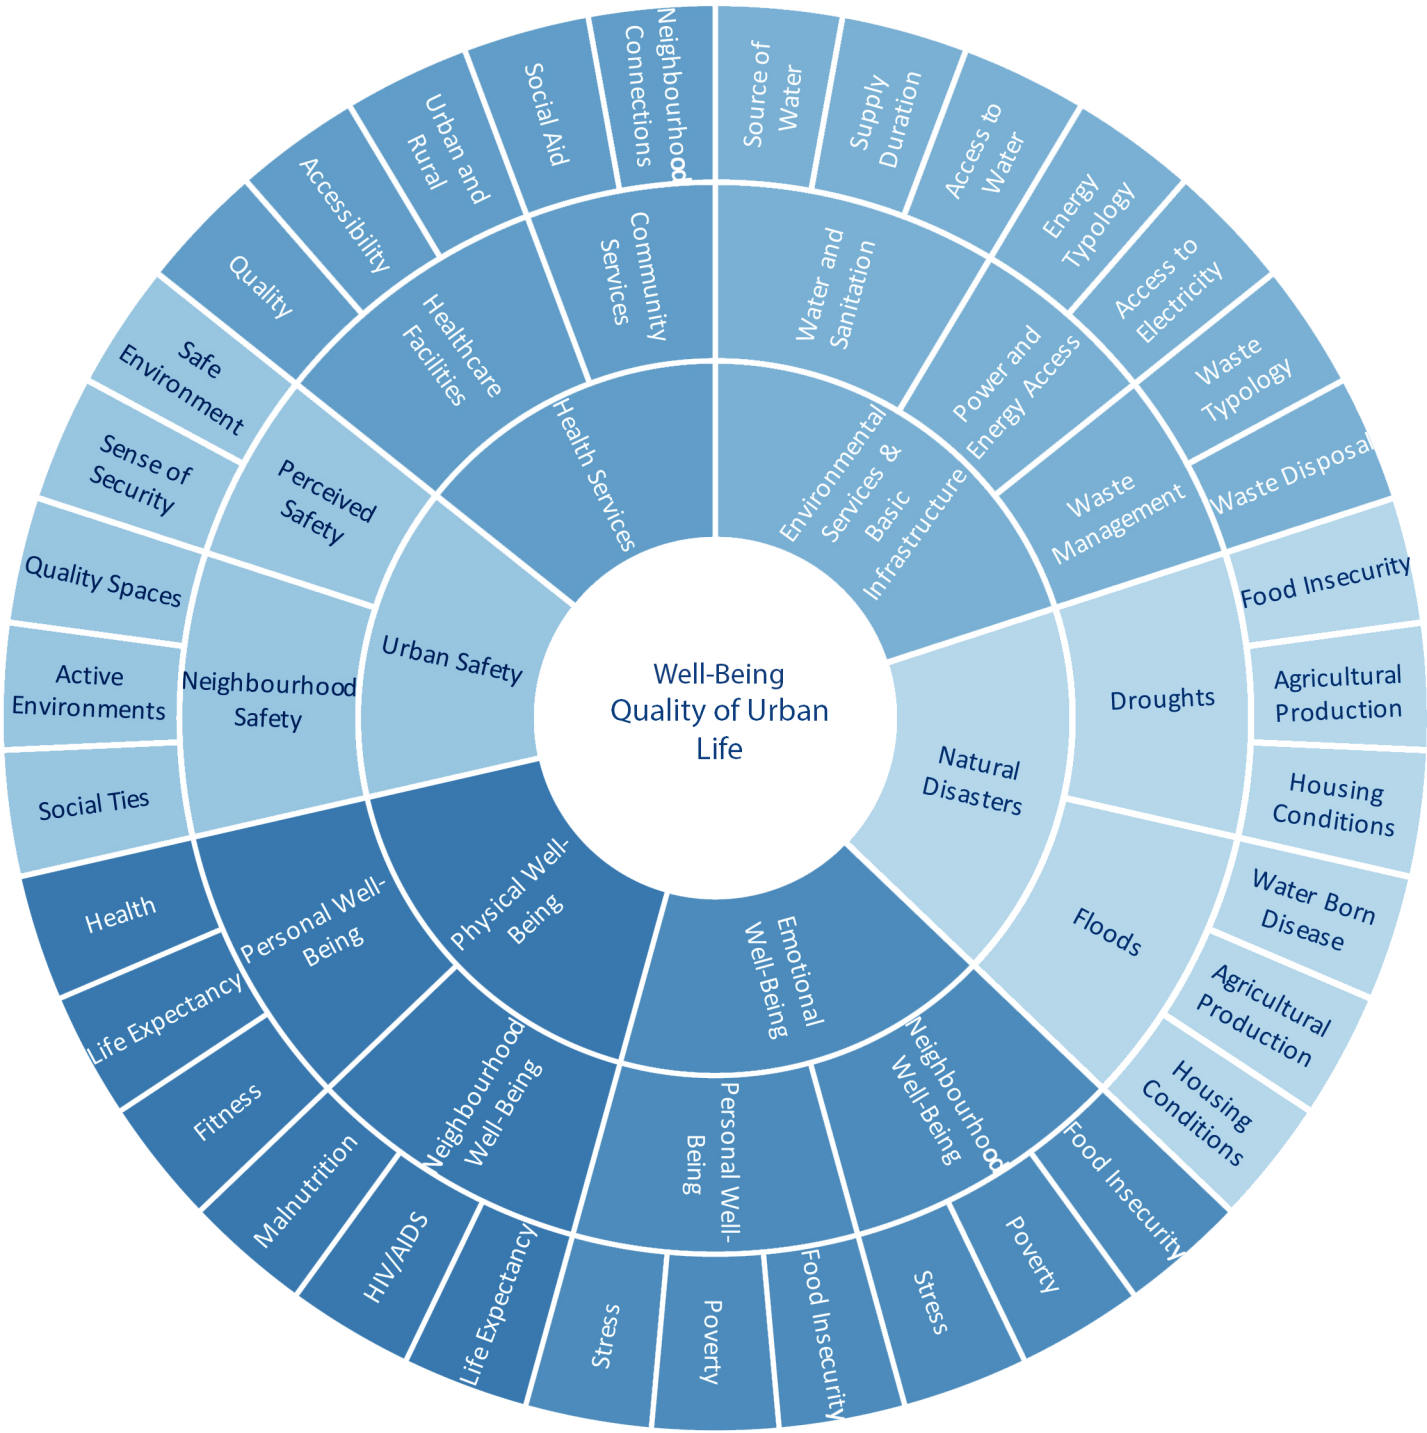 Well-Being
Quality of Urban
Life
Environmental
Services &
Basic
Infrastructure
Natural
Disasters
Emotional
Well-Being
Physical Well-
Being
Urban Safety
Health Services
Water and
Sanitation
Power and
Energy Access
Waste
Management
Droughts
Floods
Neighbourhood
Well-Being
Personal Well-
Being
Neighbourhood
Well-Being
Personal Well-
Being
Neighbourhood
Safety
Perceived
Safety
Healthcare
Facilities
Community
Services
Source of
Water
Supply
Duration
Access to
Water
Energy
Typology
Access to
Electricity
Waste
Typology
Waste Disposal
Food Insecurity
Agricultural
Production
Housing
Conditions
Water Born
Disease
Agricultural
Production
Housing
Conditions
Food Insecurity
Poverty
Stress
Food Insecurity
Poverty
Stress
Life Expectancy
HIV/AIDS
Malnutrition
Fitness
Life Expectancy
Health
Social Ties
Active
Environments
Quality Spaces
Sense of
Security
Safe
Environment
Quality
Accessibility
Urban and
Rural
Social Aid
Neighbourhood
Connections